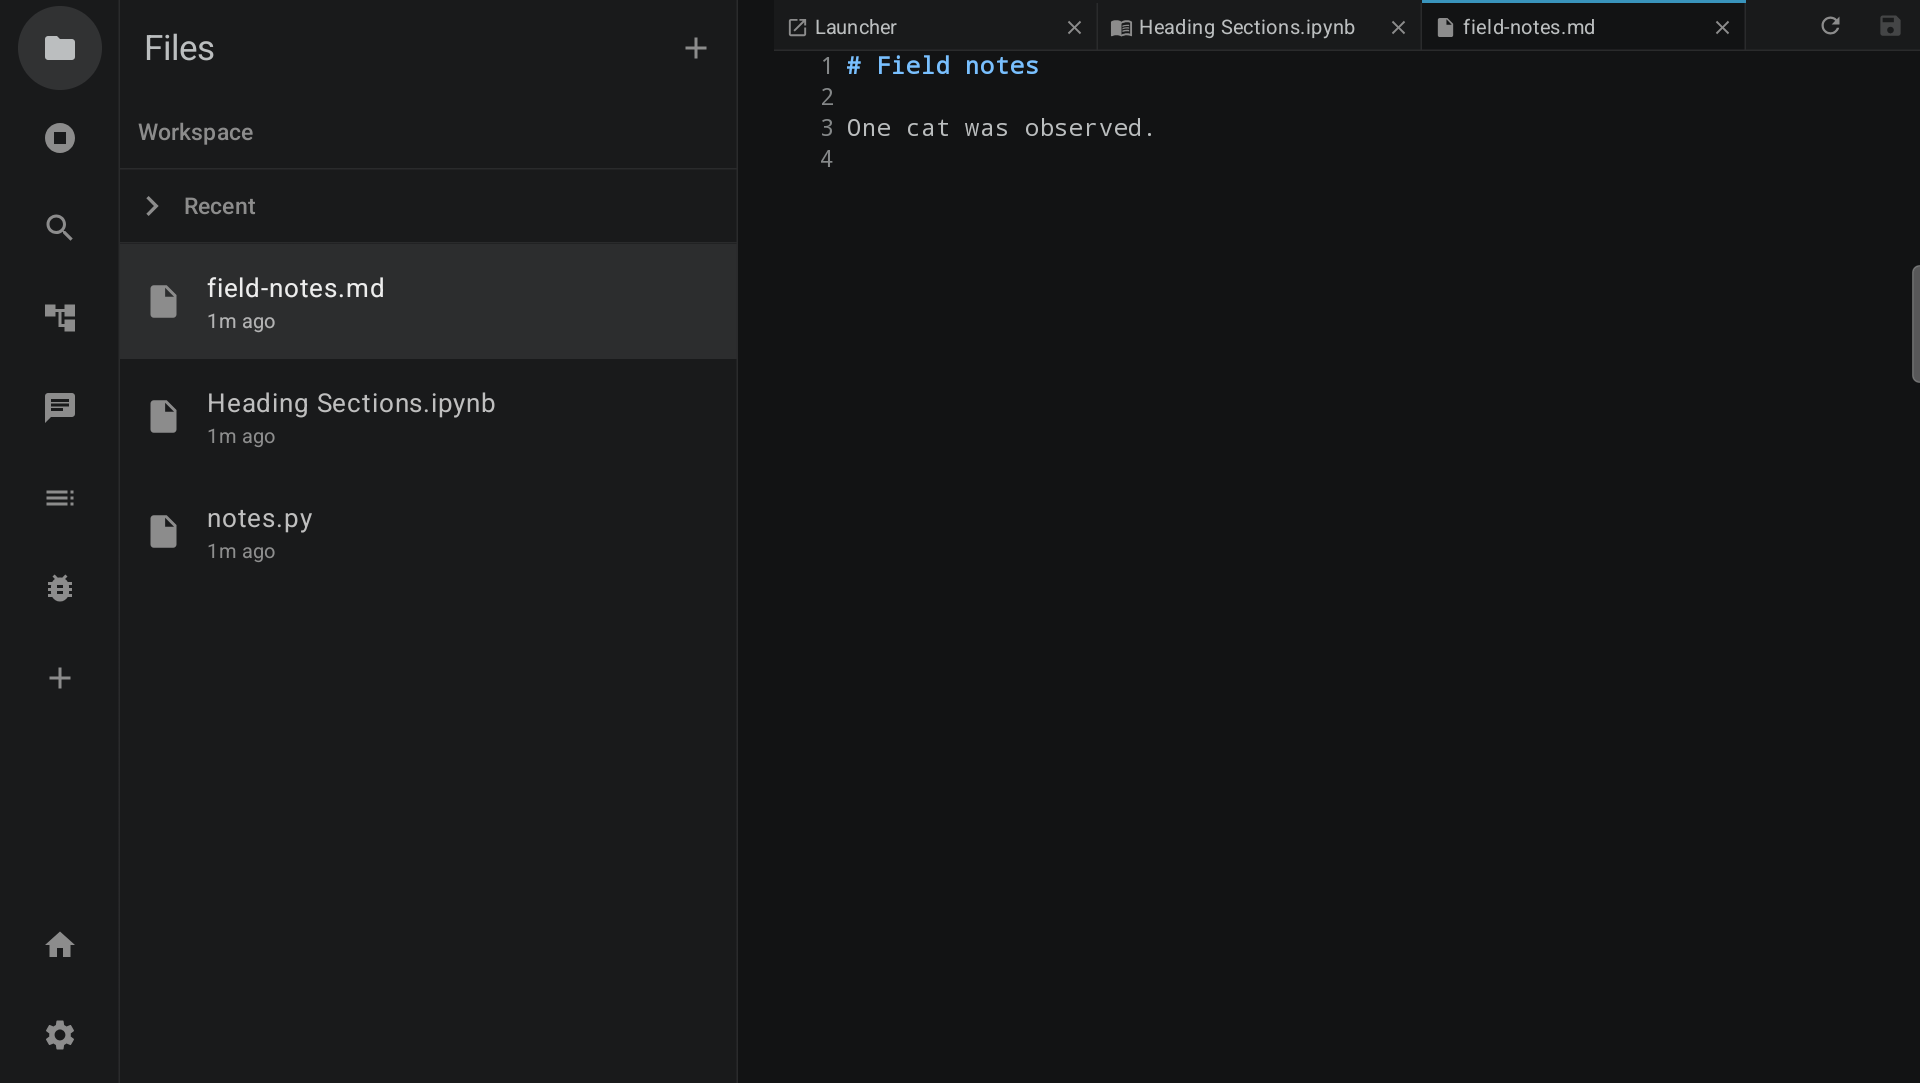 Files
Workspace
Recent
field-notes.md
1m ago
Heading Sections.ipynb
1m ago
notes.py
1m ago
Launcher
Heading Sections.ipynb
field-notes.md
1 # Field notes
2
3 One cat was observed.
4